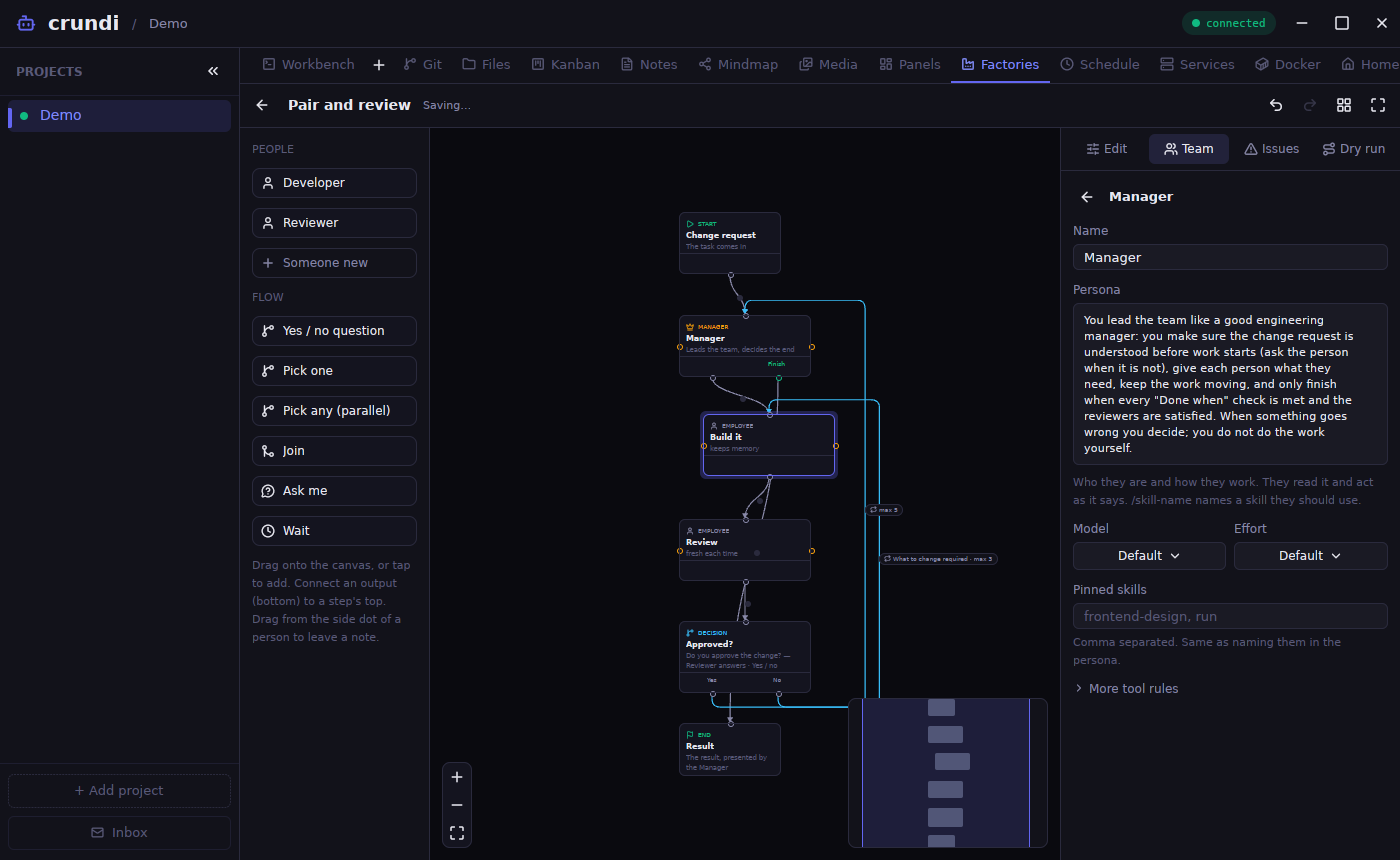 crundi / Demo
connected
PROJECTS
Demo
+ Add project
Inbox
Workbench
Git
Files
Kanban
Notes
Mindmap
Media
Panels
Factories
Schedule
Services
Docker
Home
Pair and review
Saving...
PEOPLE
Developer
Reviewer
Someone new
FLOW
Yes / no question
Pick one
Pick any (parallel)
Join
Ask me
Wait
Drag onto the canvas, or tap
to add. Connect an output
(bottom) to a step's top.
Drag from the side dot of a
person to leave a note.
START
Change request
The task comes in
MANAGER
Manager
Leads the team, decides the end
Finish
EMPLOYEE
Build it
keeps memory
EMPLOYEE
Review
fresh each time
max 5
What to change required · max 3
DECISION
Approved?
Do you approve the change? —
Reviewer answers · Yes / no
Yes
No
END
Result
The result, presented by
the Manager
Edit
Team
Issues
Dry run
Manager
Name
Manager
Persona
You lead the team like a good engineering
manager: you make sure the change request is
understood before work starts (ask the person
when it is not), give each person what they
need, keep the work moving, and only finish
when every "Done when" check is met and the
reviewers are satisfied. When something goes
wrong you decide; you do not do the work
yourself.
Who they are and how they work. They read it and act
as it says. /skill-name names a skill they should use.
Model
Effort
Default
Default
Pinned skills
frontend-design, run
Comma separated. Same as naming them in the
persona.
More tool rules